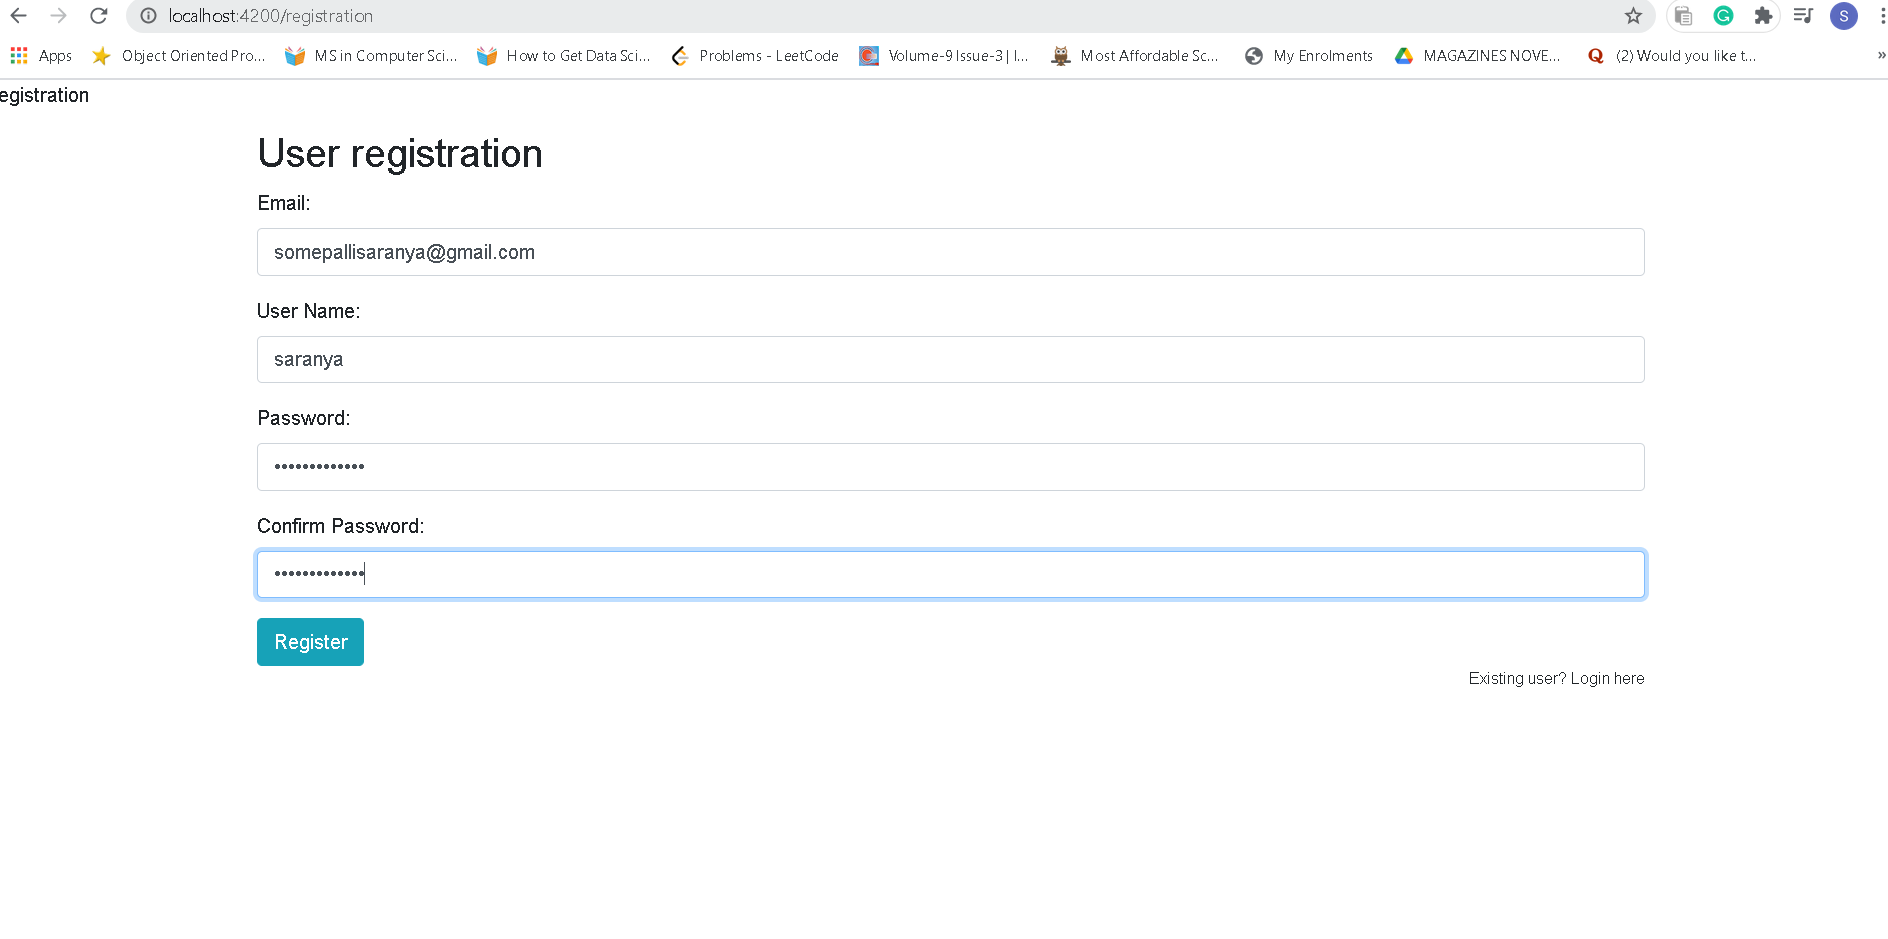 localhost:4200/registration
Apps Object Oriented Pro... MS in Computer Sci... How to Get Data Sci... Problems - LeetCode Volume-9 Issue-3 | I... Most Affordable Sc... My Enrolments MAGAZINES NOVE... (2) Would you like t... »
egistration
User registration
Email:
somepallisaranya@gmail.com
User Name:
saranya
Password:
•••••••••••••
Confirm Password:
•••••••••••••
Register
Existing user? Login here